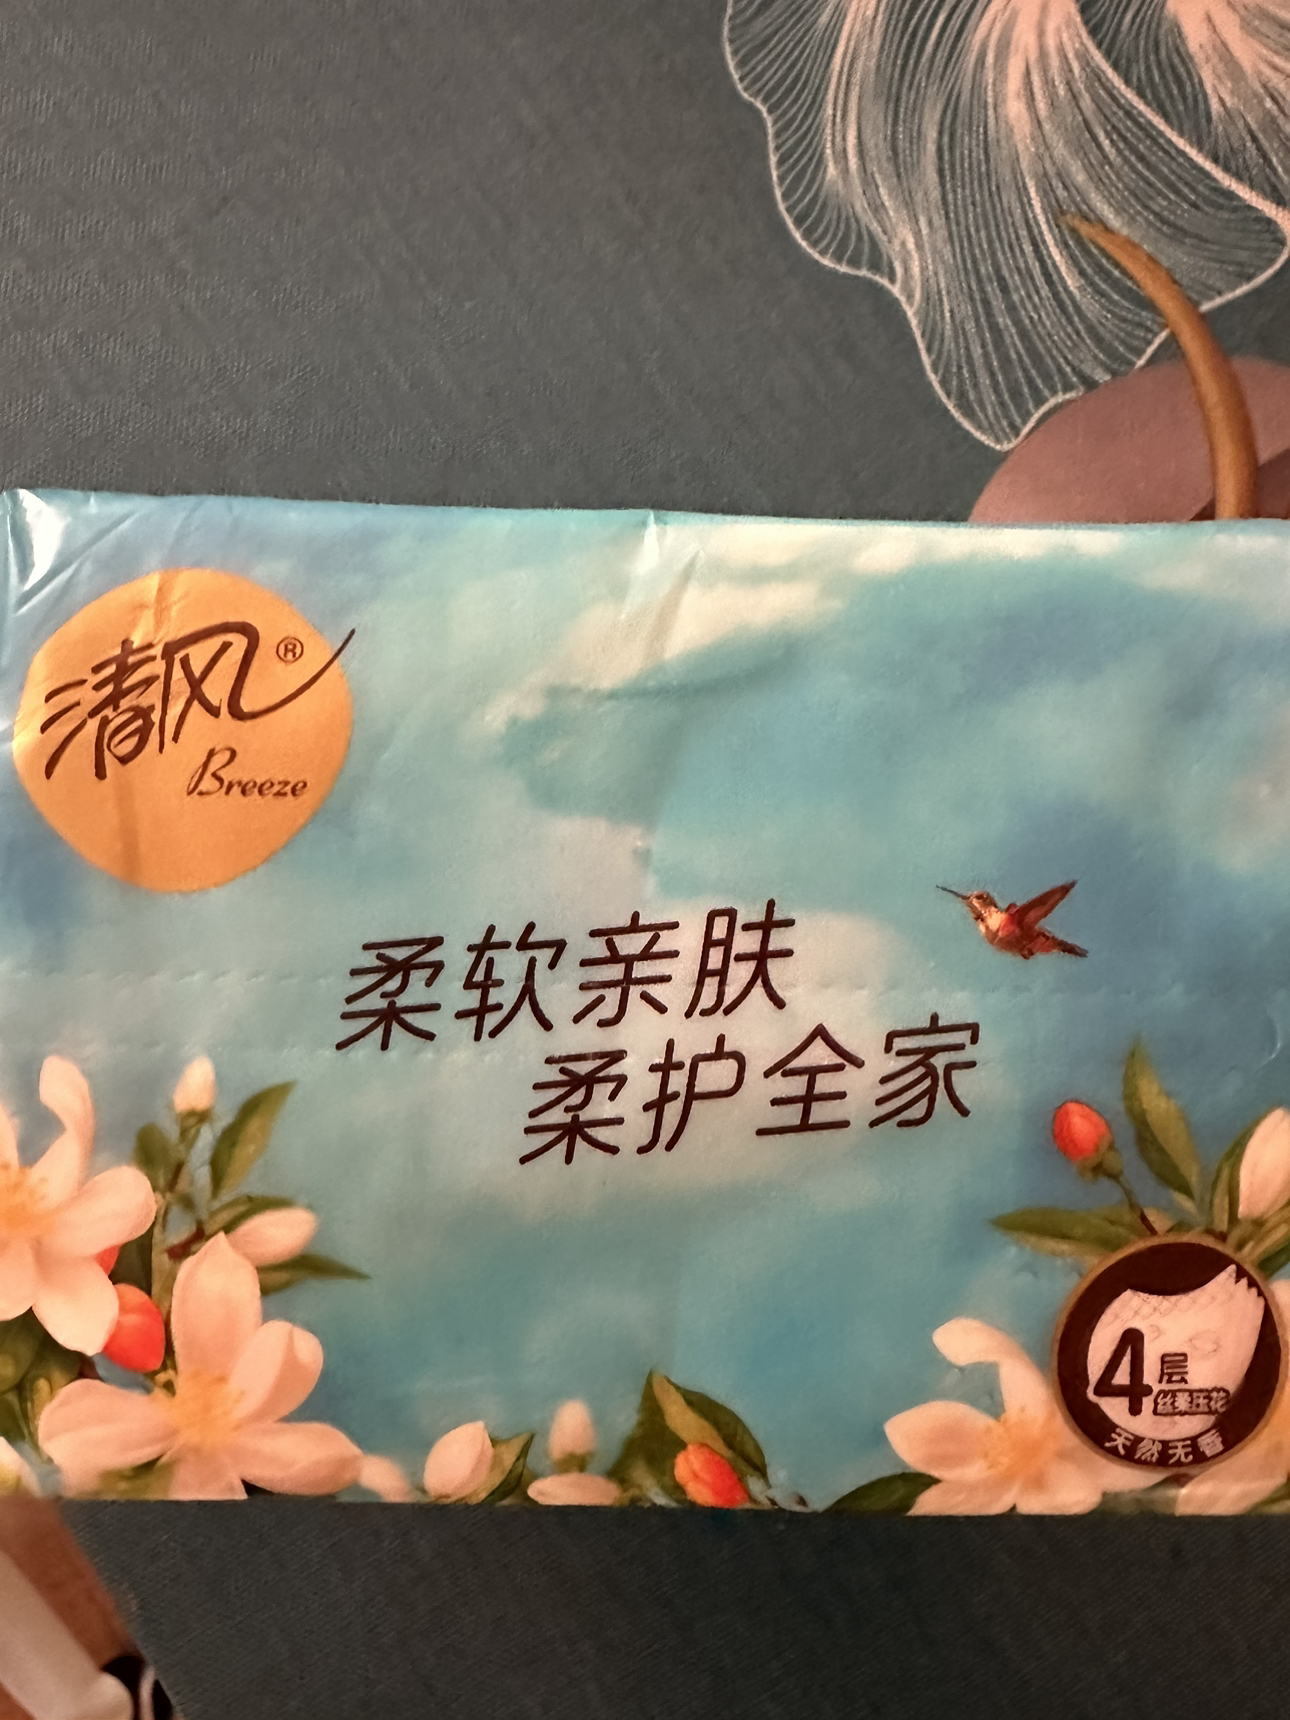 清风®
Breeze
柔软亲肤
柔护全家
4层
丝柔压花
天然无香